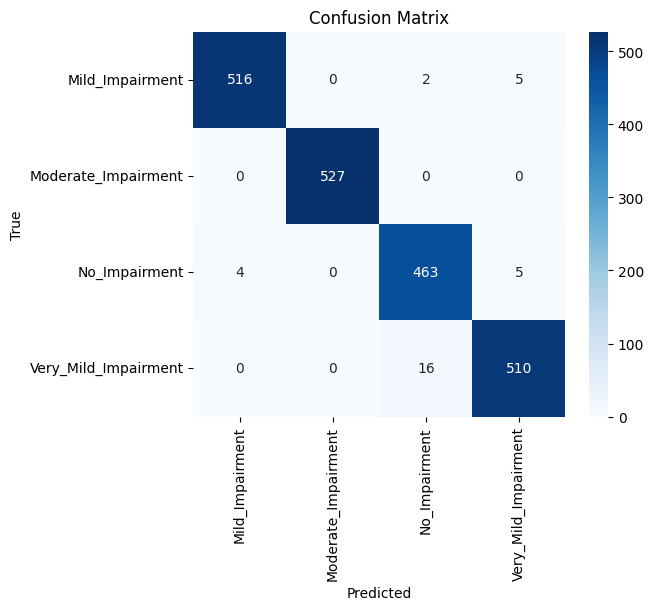 Confusion Matrix
True
Mild_Impairment 516 0 2 5
Moderate_Impairment 0 527 0 0
No_Impairment 4 0 463 5
Very_Mild_Impairment 0 0 16 510
Mild_Impairment
Moderate_Impairment
No_Impairment
Very_Mild_Impairment
Predicted
500
400
300
200
100
0